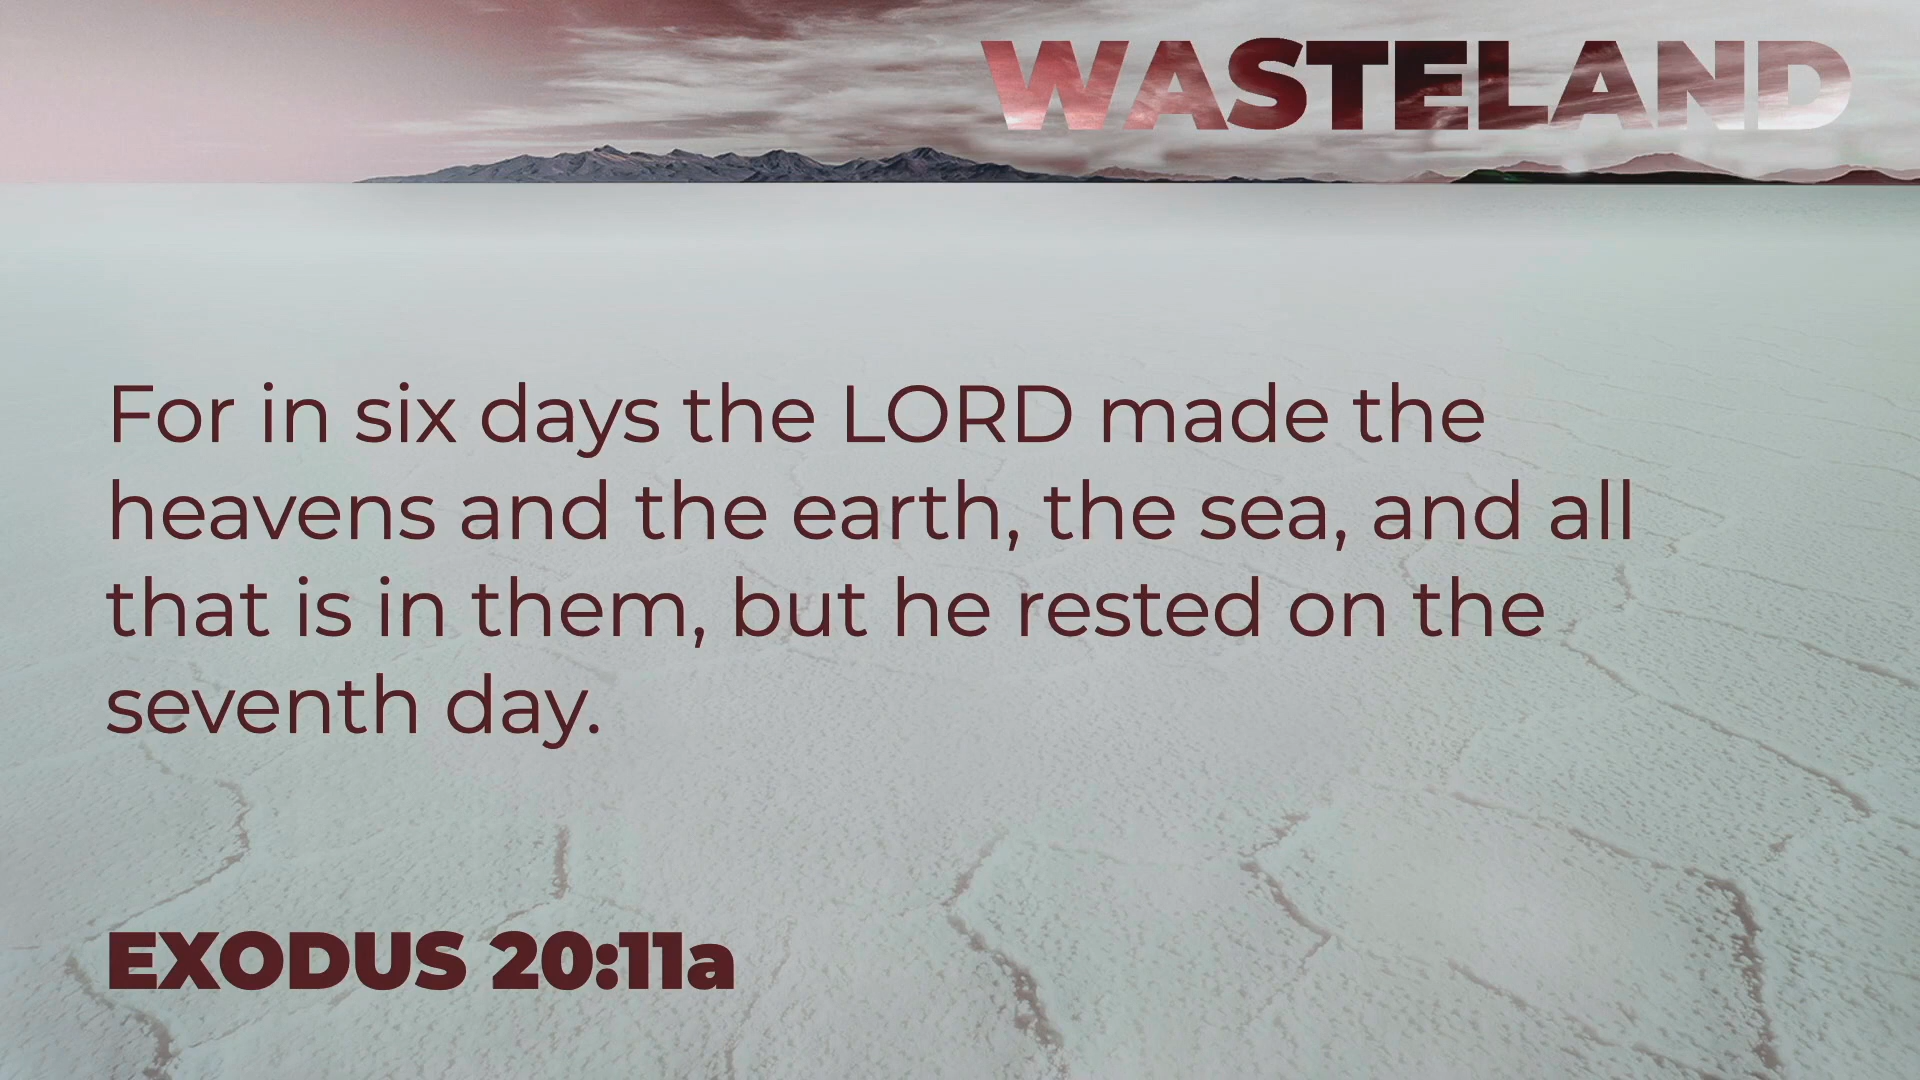 WASTELAND
For in six days the LORD made the
heavens and the earth, the sea, and all
that is in them, but he rested on the
seventh day.
EXODUS 20:11a